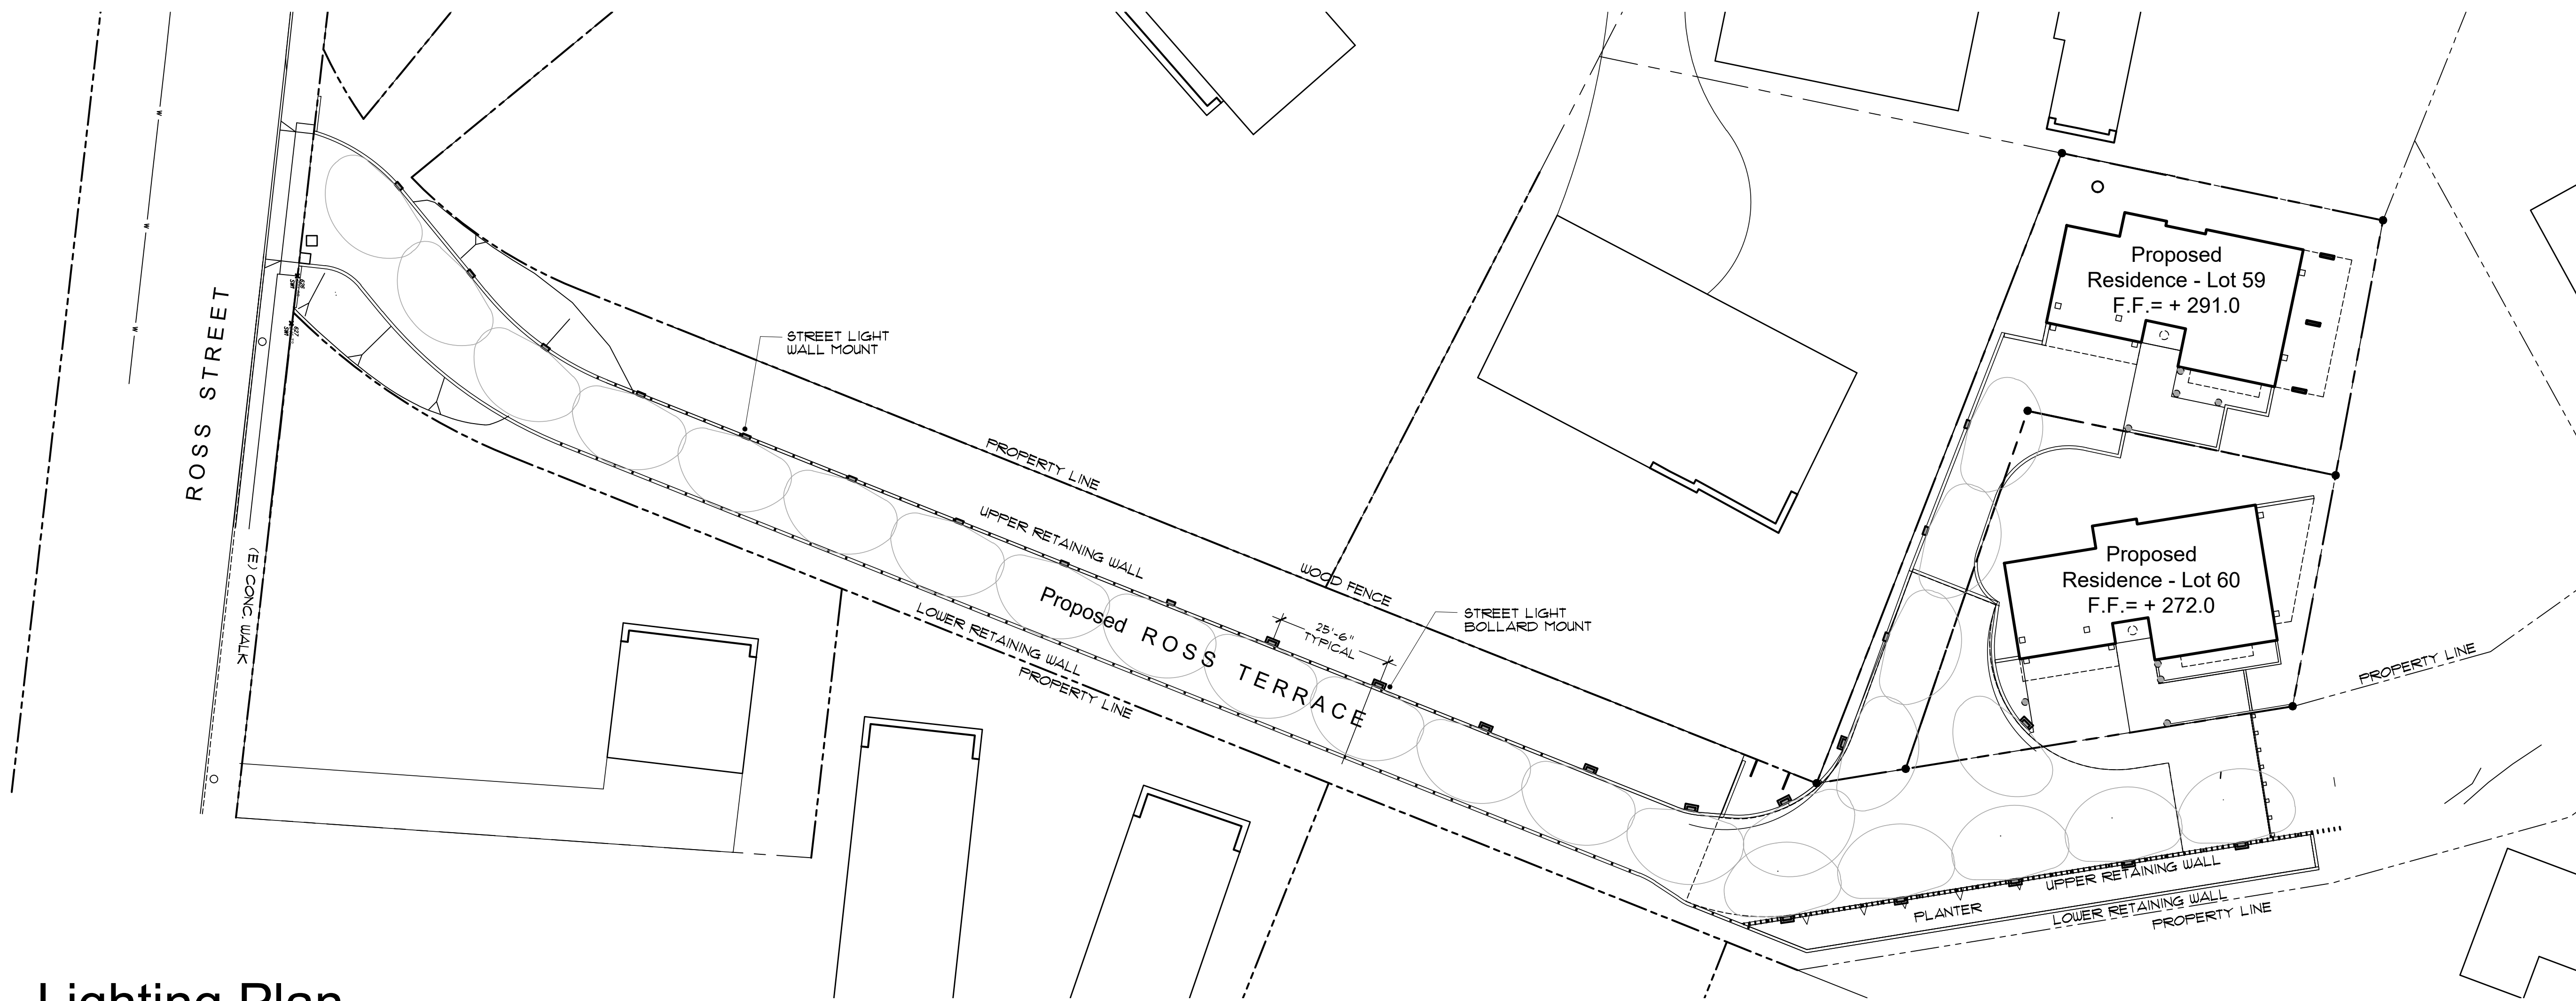 W
W
W
ROSS STREET
(E) CONC. WALK
STREET LIGHT
WALL MOUNT
PROPERTY LINE
UPPER RETAINING WALL
WOOD FENCE
Proposed ROSS TERRACE
LOWER RETAINING WALL
PROPERTY LINE
25'-6"
TYPICAL
STREET LIGHT
BOLLARD MOUNT
Proposed
Residence - Lot 59
F.F.= + 291.0
Proposed
Residence - Lot 60
F.F.= + 272.0
PROPERTY LINE
UPPER RETAINING WALL
PLANTER
LOWER RETAINING WALL
PROPERTY LINE
Lighting Plan